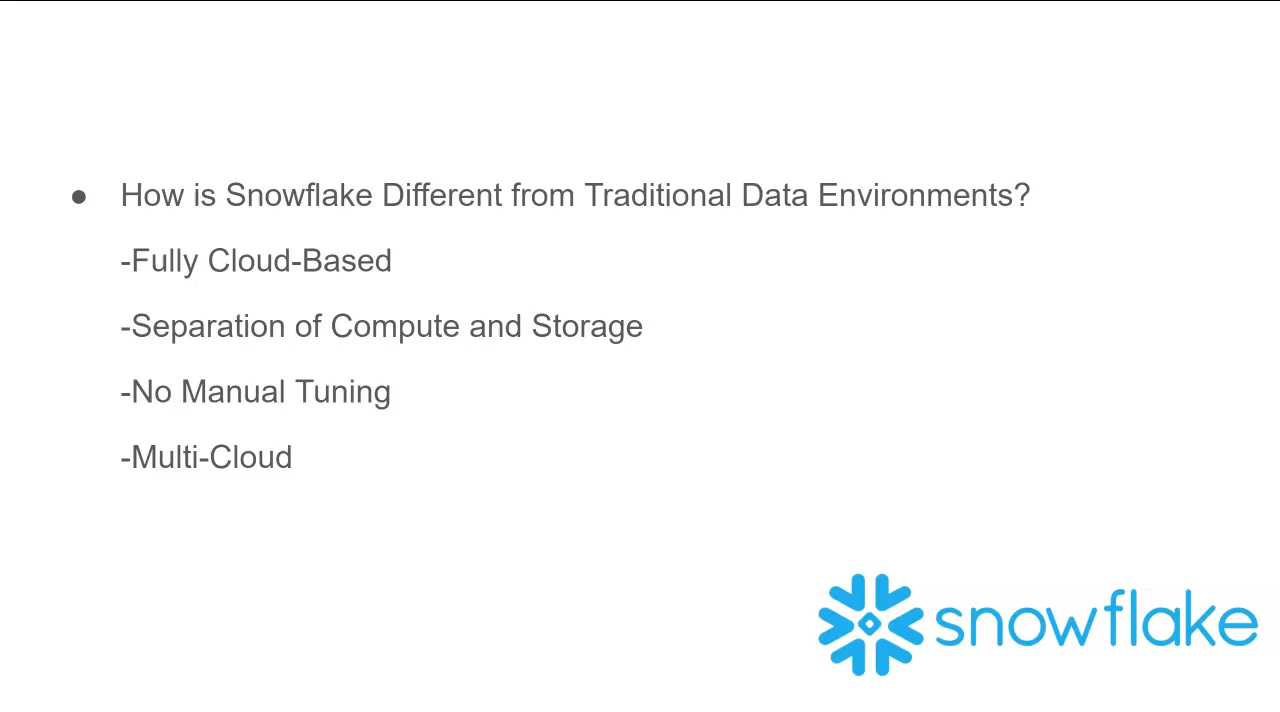 ● How is Snowflake Different from Traditional Data Environments?
-Fully Cloud-Based
-Separation of Compute and Storage
-No Manual Tuning
-Multi-Cloud
snowflake